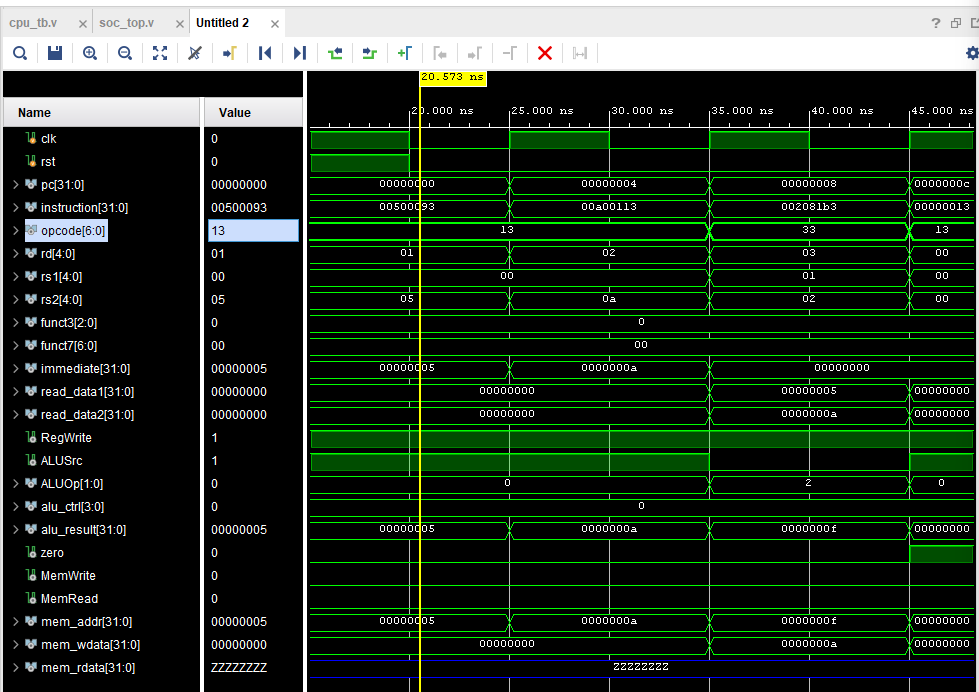 cpu_tb.v × soc_top.v × Untitled 2 ×
?
20.573 ns
20.000 ns 25.000 ns 30.000 ns 35.000 ns 40.000 ns 45.000 ns
Name Value
clk 0
rst 0
pc[31:0] 00000000 00000000 00000004 00000008 0000000c
instruction[31:0] 00500093 00500093 00a00113 002081b3 00000013
opcode[6:0] 13 13 33 13
rd[4:0] 01 01 02 03 00
rs1[4:0] 00 00 01 00
rs2[4:0] 05 05 0a 02 00
funct3[2:0] 0 0
funct7[6:0] 00 00
immediate[31:0] 00000005 00000005 0000000a 00000000
read_data1[31:0] 00000000 00000000 00000005 00000000
read_data2[31:0] 00000000 00000000 0000000a 00000000
RegWrite 1
ALUSrc 1
ALUOp[1:0] 0 0 2 0
alu_ctrl[3:0] 0 0
alu_result[31:0] 00000005 00000005 0000000a 0000000f 00000000
zero 0
MemWrite 0
MemRead 0
mem_addr[31:0] 00000005 00000005 0000000a 0000000f 00000000
mem_wdata[31:0] 00000000 00000000 0000000a 00000000
mem_rdata[31:0] ZZZZZZZZ ZZZZZZZZ